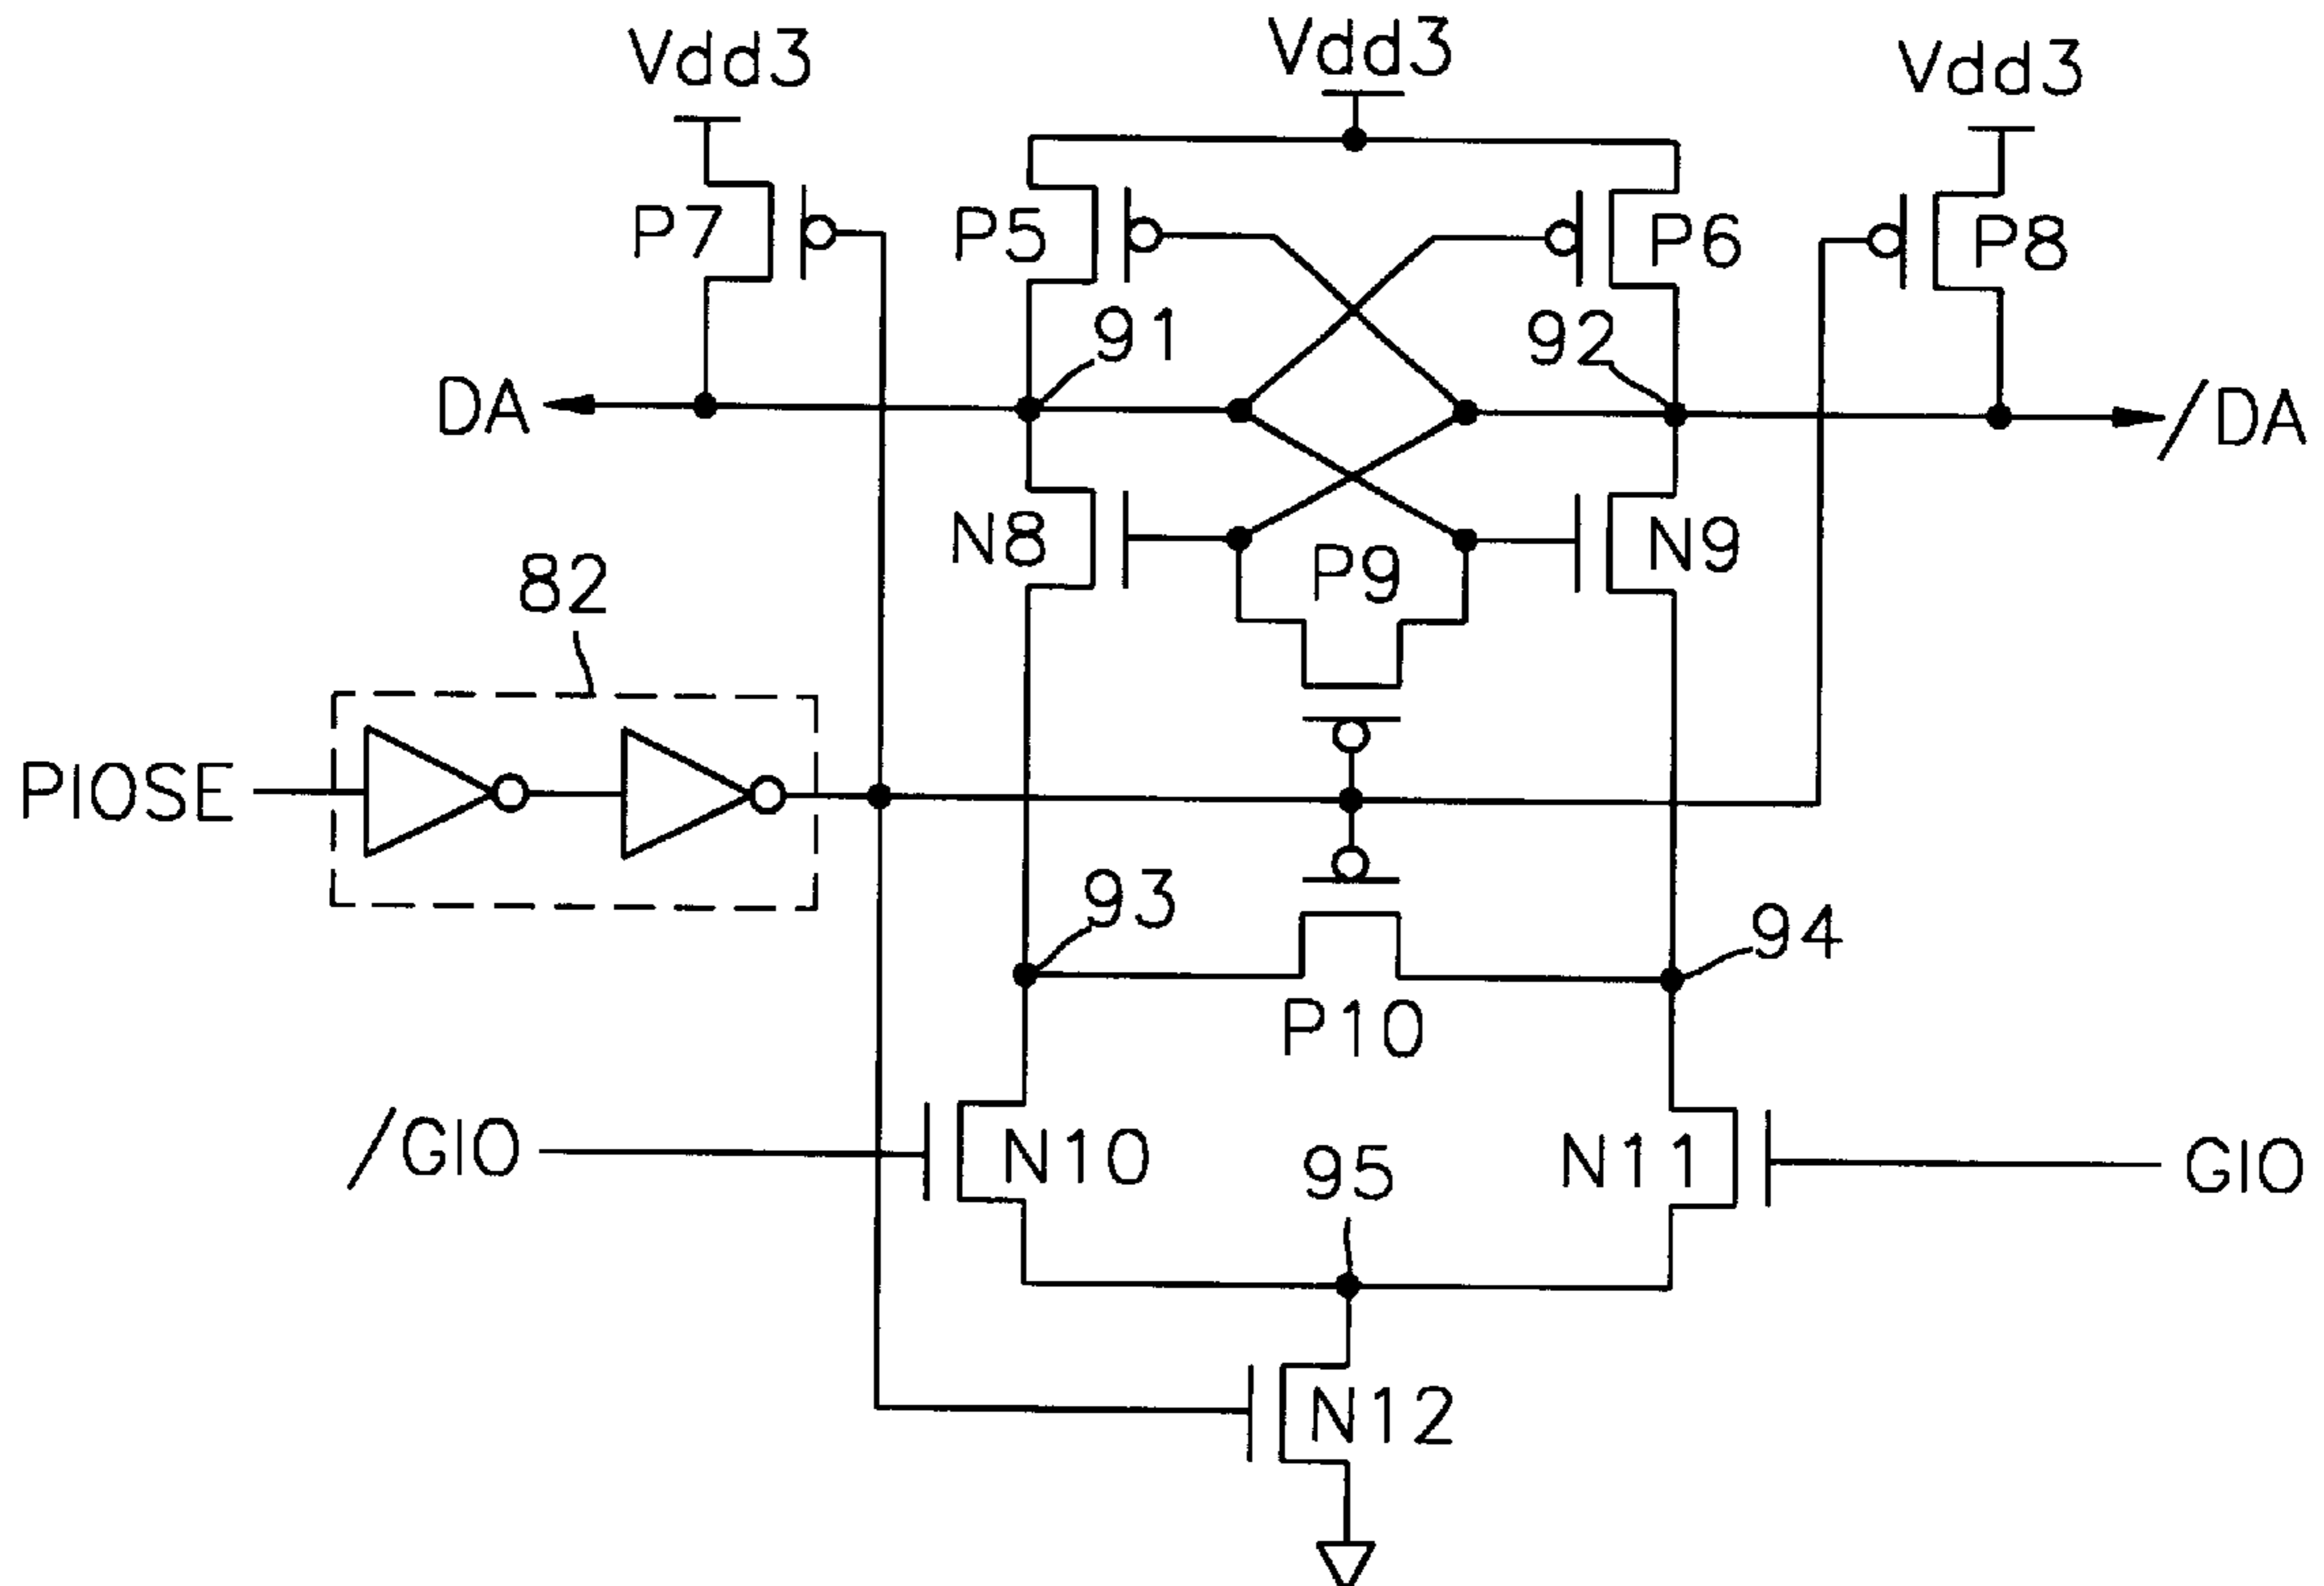 Vdd3
Vdd3
Vdd3
P7
P5
P6
P8
91
92
DA
/DA
N8
P9
N9
82
PIOSE
93
94
P10
/GIO
N10
95
N11
GIO
N12